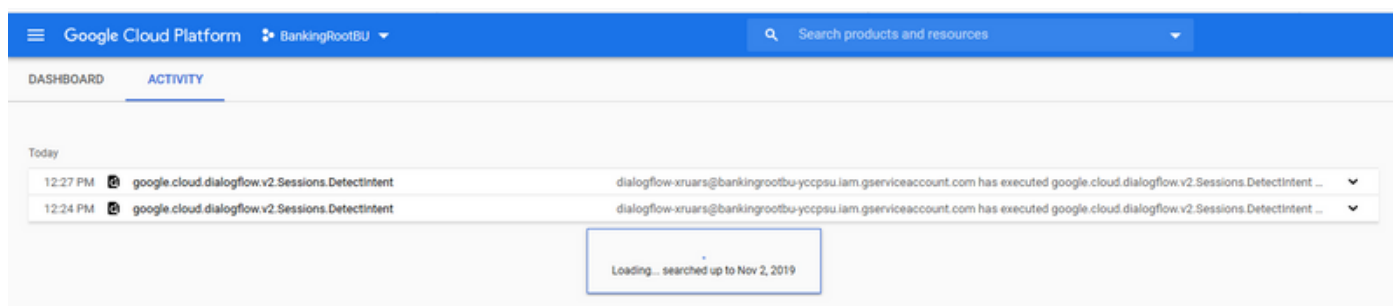 Google Cloud Platform BankingRootBU Search products and resources
DASHBOARD ACTIVITY
Today
12:27 PM google.cloud.dialogflow.v2.Sessions.DetectIntent dialogflow-xruars@bankingrootbu-yccpsu.iam.gserviceaccount.com has executed google.cloud.dialogflow.v2.Sessions.DetectIntent ...
12:24 PM google.cloud.dialogflow.v2.Sessions.DetectIntent dialogflow-xruars@bankingrootbu-yccpsu.iam.gserviceaccount.com has executed google.cloud.dialogflow.v2.Sessions.DetectIntent ...
Loading... searched up to Nov 2, 2019